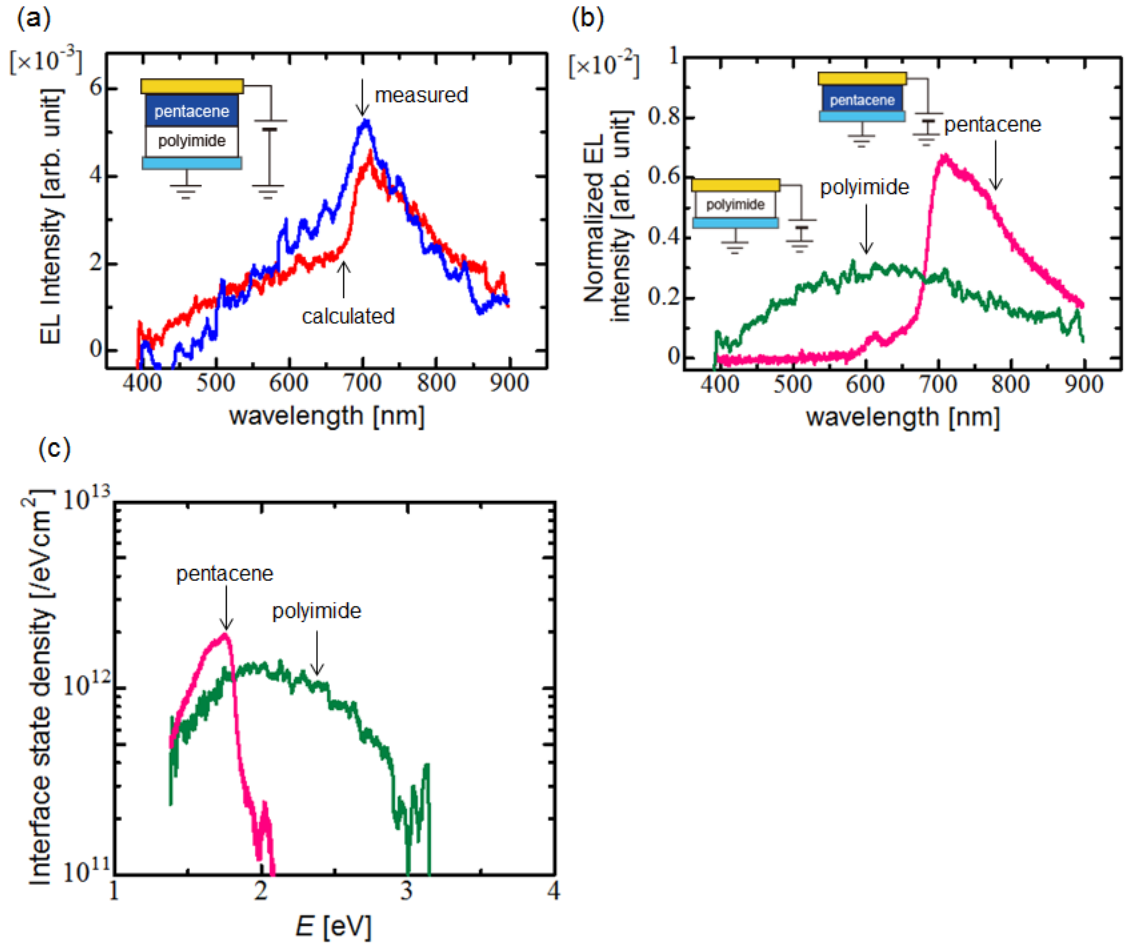 (a)
[×10⁻³]
EL Intensity [arb. unit]
6
4
2
0
pentacene
polyimide
measured
calculated
400 500 600 700 800 900
wavelength [nm]
(b)
[×10⁻²]
Normalized EL
intensity [arb. unit]
1
0.8
0.6
0.4
0.2
0
pentacene
pentacene
polyimide
polyimide
400 500 600 700 800 900
wavelength [nm]
(c)
Interface state density [/eVcm²]
10¹³
10¹²
10¹¹
pentacene
polyimide
1 2 3 4
E [eV]